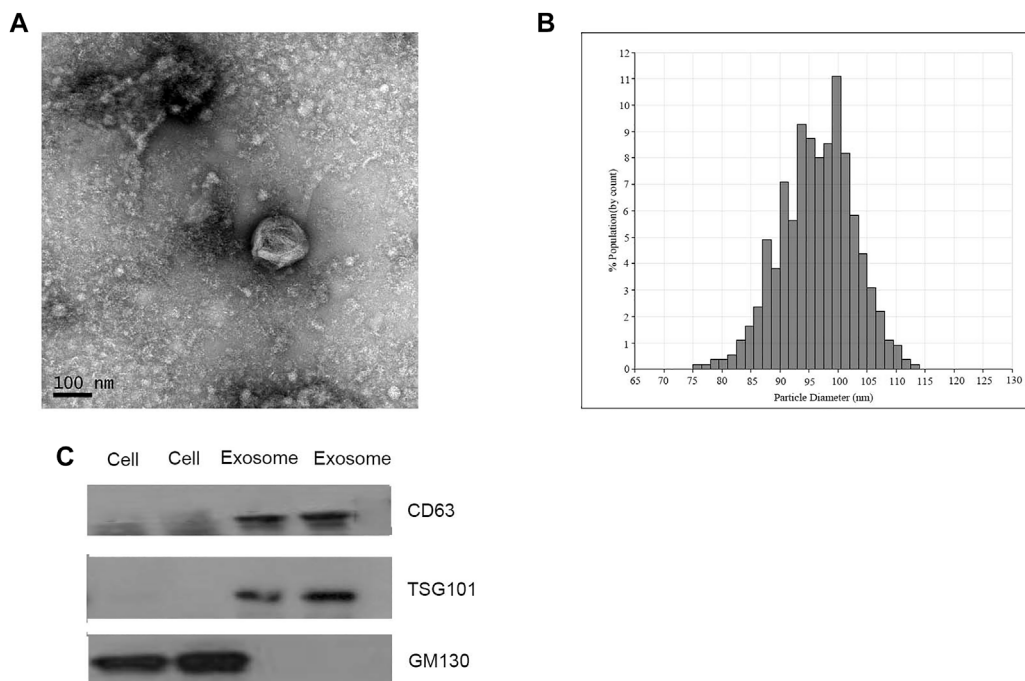 A
100 nm
B
12
11
10
9
8
7
6
5
4
3
2
1
0
% Population(by count)
65 70 75 80 85 90 95 100 105 110 115 120 125 130
Particle Diameter (nm)
C Cell Cell Exosome Exosome
CD63
TSG101
GM130